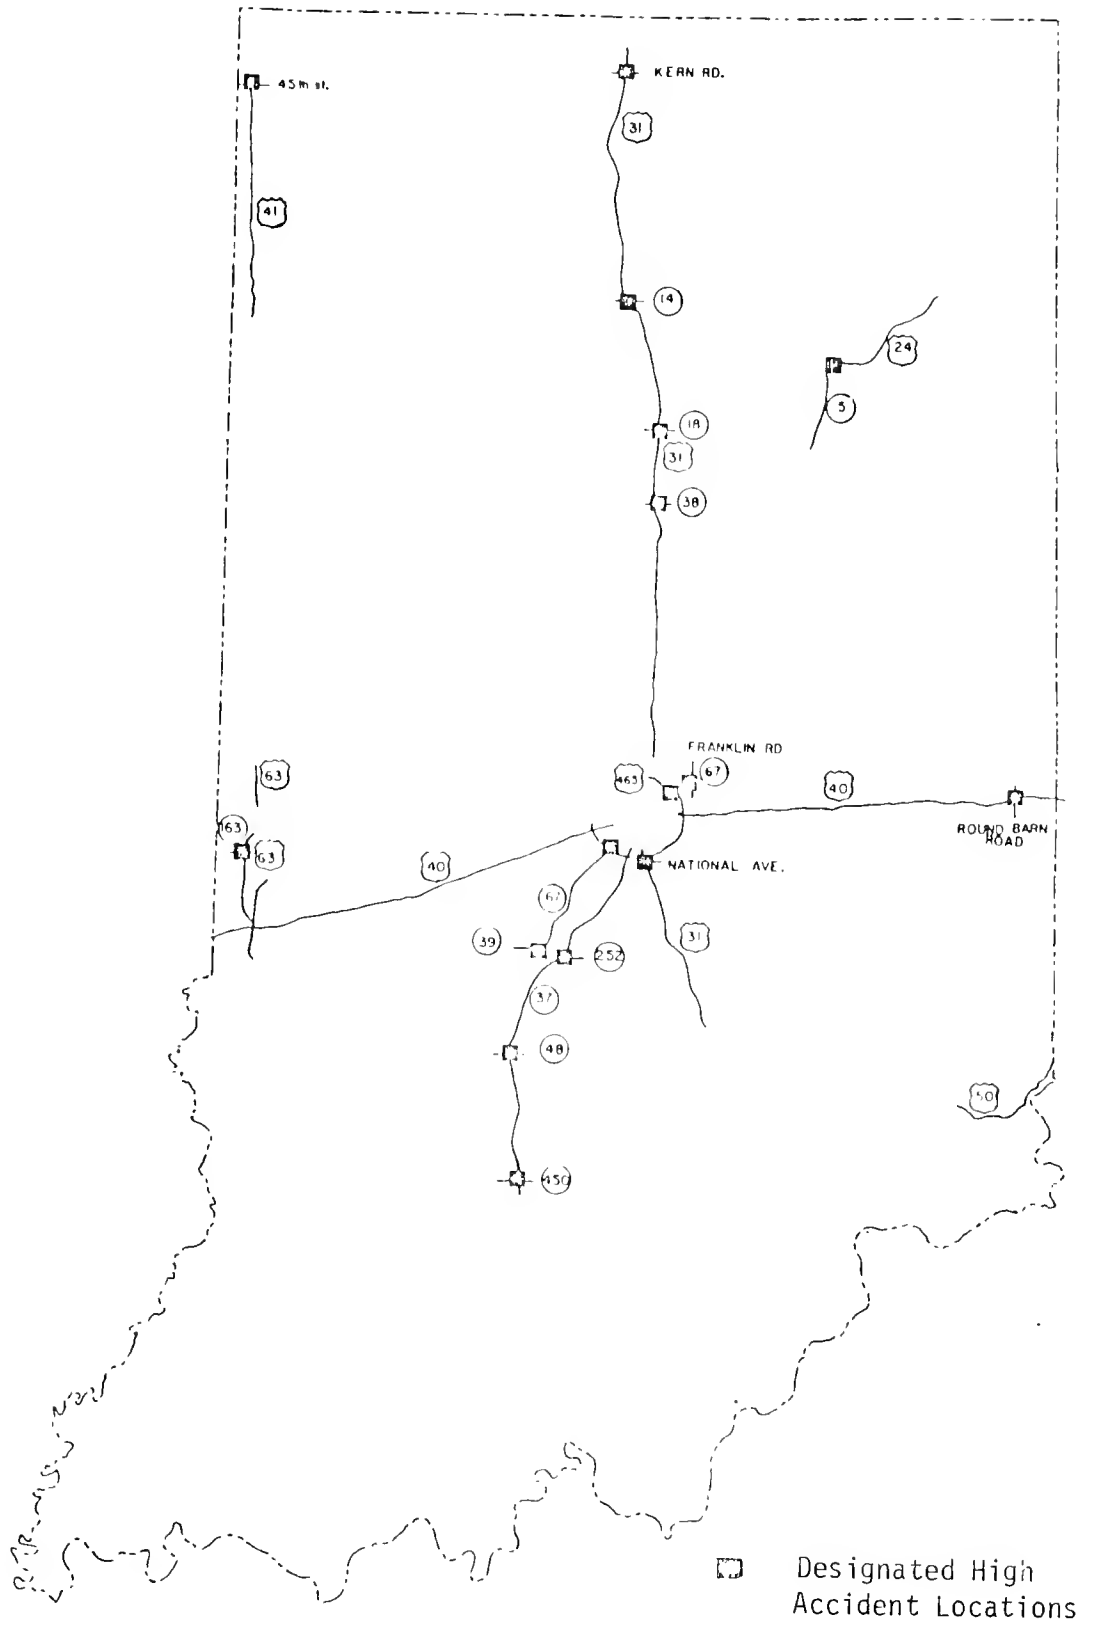 45th st.
KERN RD.
31
41
14
24
3
18
31
38
FRANKLIN RD
63
465
67
40
163
ROUND BARN
ROAD
63
40
NATIONAL AVE.
67
39
252
31
37
48
50
450
Designated High
Accident Locations